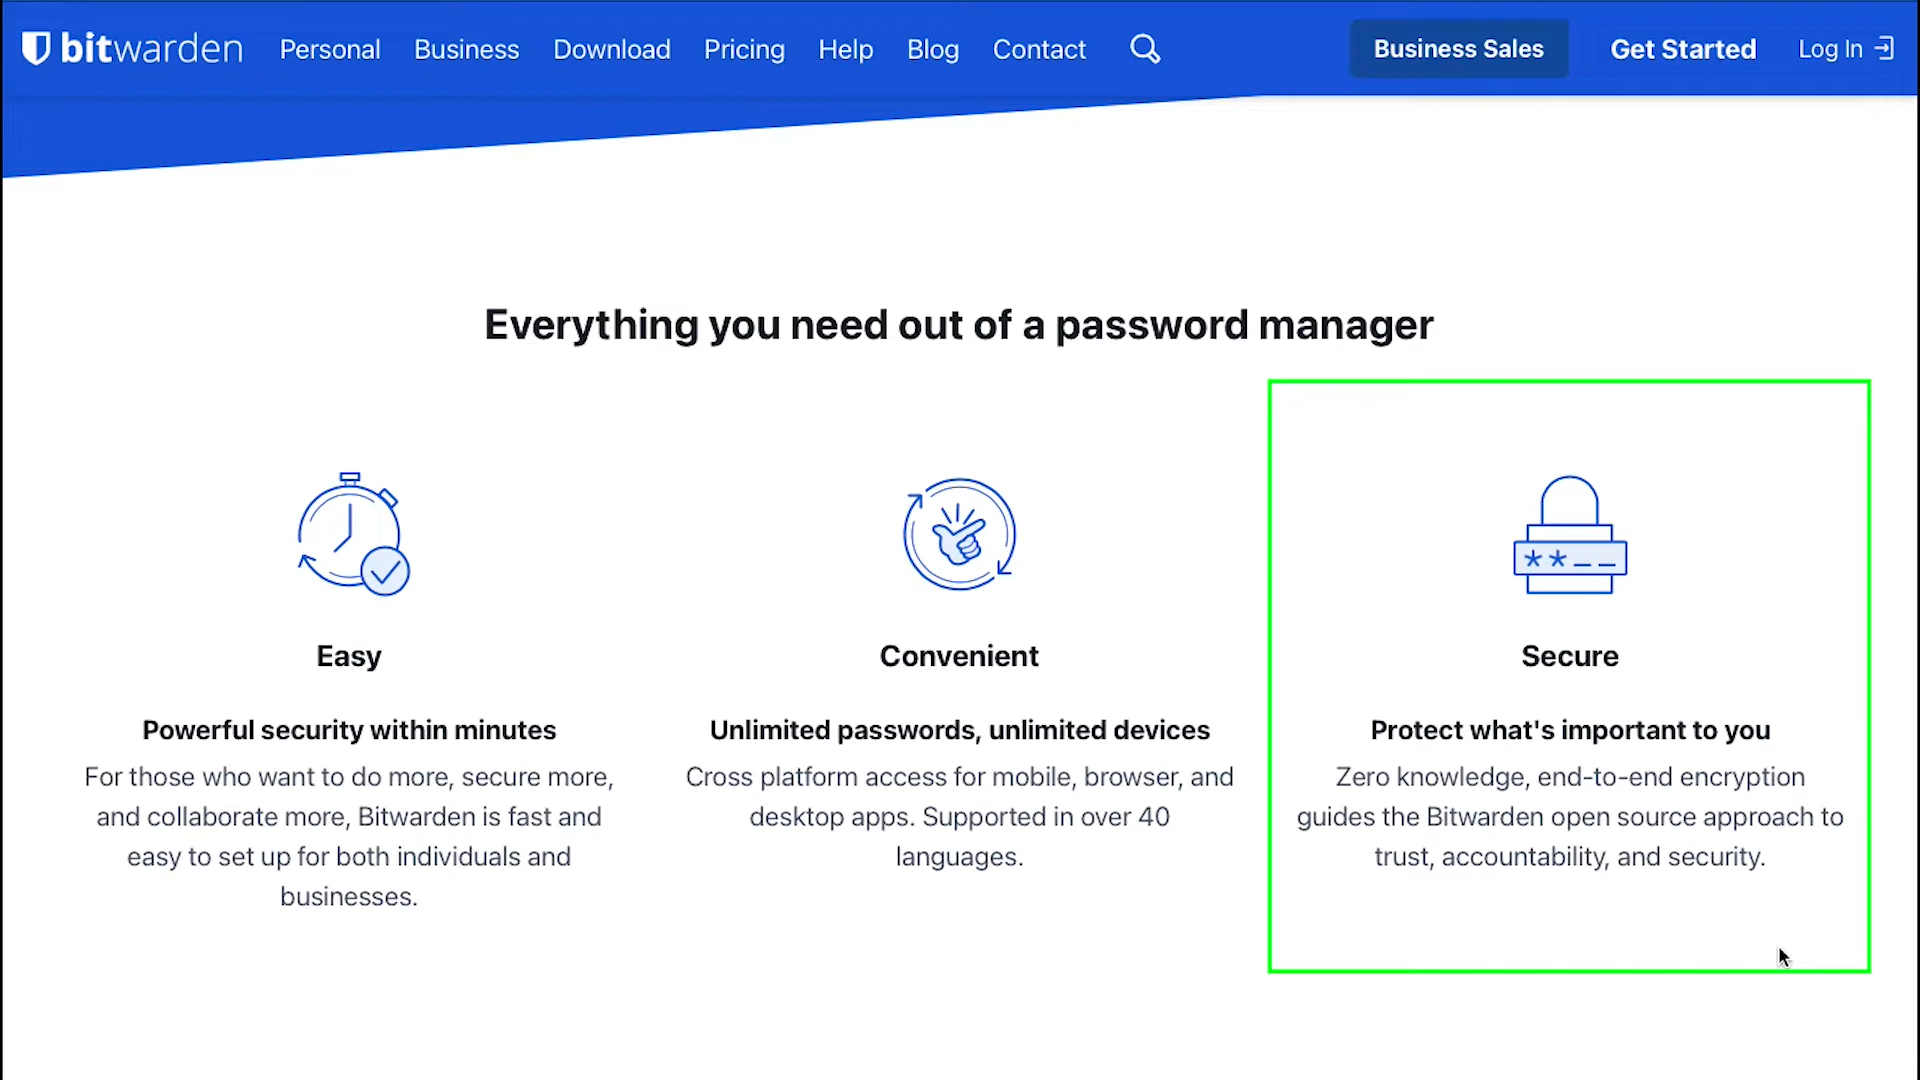 bitwarden Personal Business Download Pricing Help Blog Contact Business Sales Get Started Log In
Everything you need out of a password manager
**__
Easy
Powerful security within minutes
For those who want to do more, secure more,
and collaborate more, Bitwarden is fast and
easy to set up for both individuals and
businesses.
Convenient
Unlimited passwords, unlimited devices
Cross platform access for mobile, browser, and
desktop apps. Supported in over 40
languages.
Secure
Protect what's important to you
Zero knowledge, end-to-end encryption
guides the Bitwarden open source approach to
trust, accountability, and security.